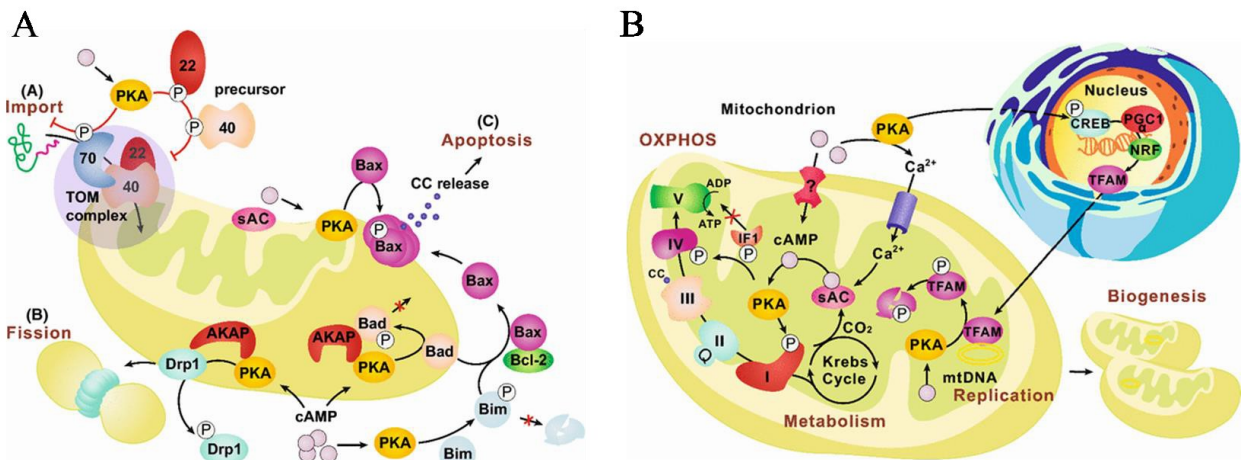 A
(A)
Import
PKA
P
22
precursor
P
P
40
70
22
40
TOM
complex
(C)
Apoptosis
CC release
Bax
sAC
PKA
P
Bax
Bax
(B)
Fission
AKAP
Drp1
PKA
AKAP
PKA
Bad
P
Bad
Bax
Bcl-2
cAMP
P
Drp1
PKA
P
Bim
Bim
B
Mitochondrion
PKA
Nucleus
P
CREB
PGC1
α
NRF
TFAM
OXPHOS
V
ADP
ATP
IV
P
IF1
P
?
cAMP
Ca²⁺
Ca²⁺
CC
III
PKA
sAC
II
Q
P
I
CO₂
Krebs
Cycle
Metabolism
P
TFAM
P
PKA
TFAM
mtDNA
Replication
Biogenesis